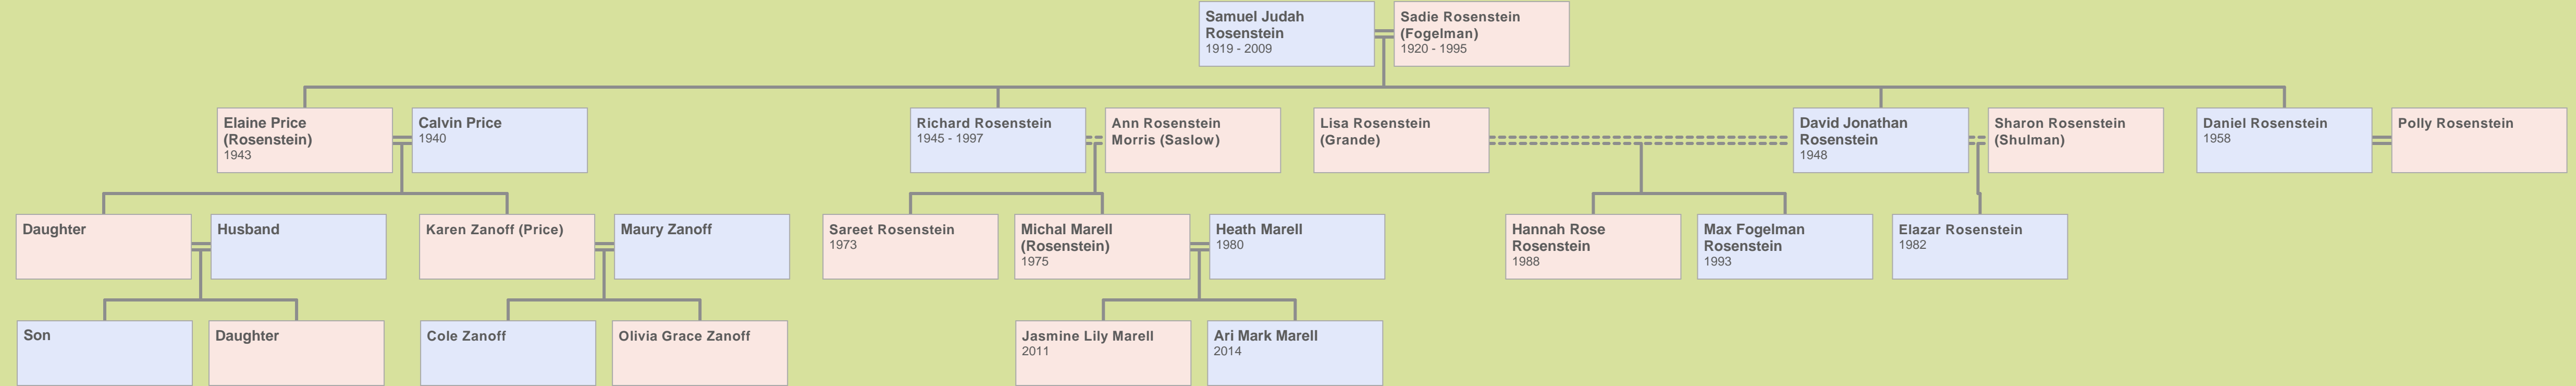 Samuel Judah
Rosenstein
1919 - 2009
Sadie Rosenstein
(Fogelman)
1920 - 1995
Elaine Price
(Rosenstein)
1943
Calvin Price
1940
Richard Rosenstein
1945 - 1997
Ann Rosenstein
Morris (Saslow)
Lisa Rosenstein
(Grande)
David Jonathan
Rosenstein
1948
Sharon Rosenstein
(Shulman)
Daniel Rosenstein
1958
Polly Rosenstein
Daughter
Husband
Karen Zanoff (Price)
Maury Zanoff
Sareet Rosenstein
1973
Michal Marell
(Rosenstein)
1975
Heath Marell
1980
Hannah Rose
Rosenstein
1988
Max Fogelman
Rosenstein
1993
Elazar Rosenstein
1982
Son
Daughter
Cole Zanoff
Olivia Grace Zanoff
Jasmine Lily Marell
2011
Ari Mark Marell
2014